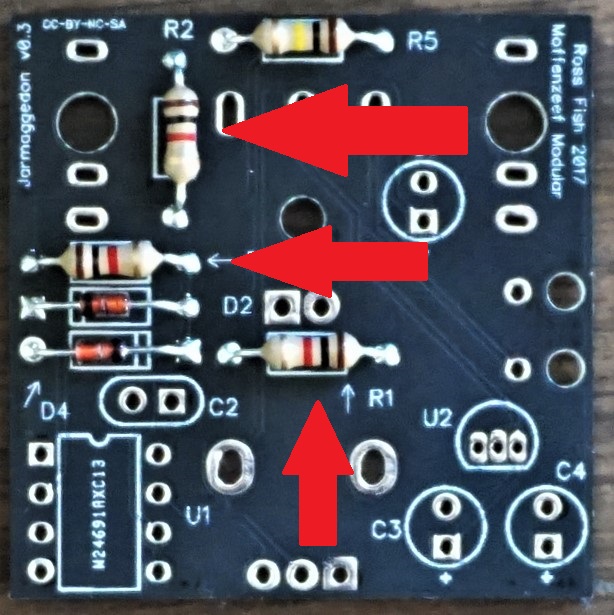 CC-BY-NC-SA
Jarmaggedon v0.3
R2
R5
Ross Fish 2017
Moffenzeef Modular
D2
D4
C2
R1
U2
U1
N24691AXC13
C3
C4
+
+